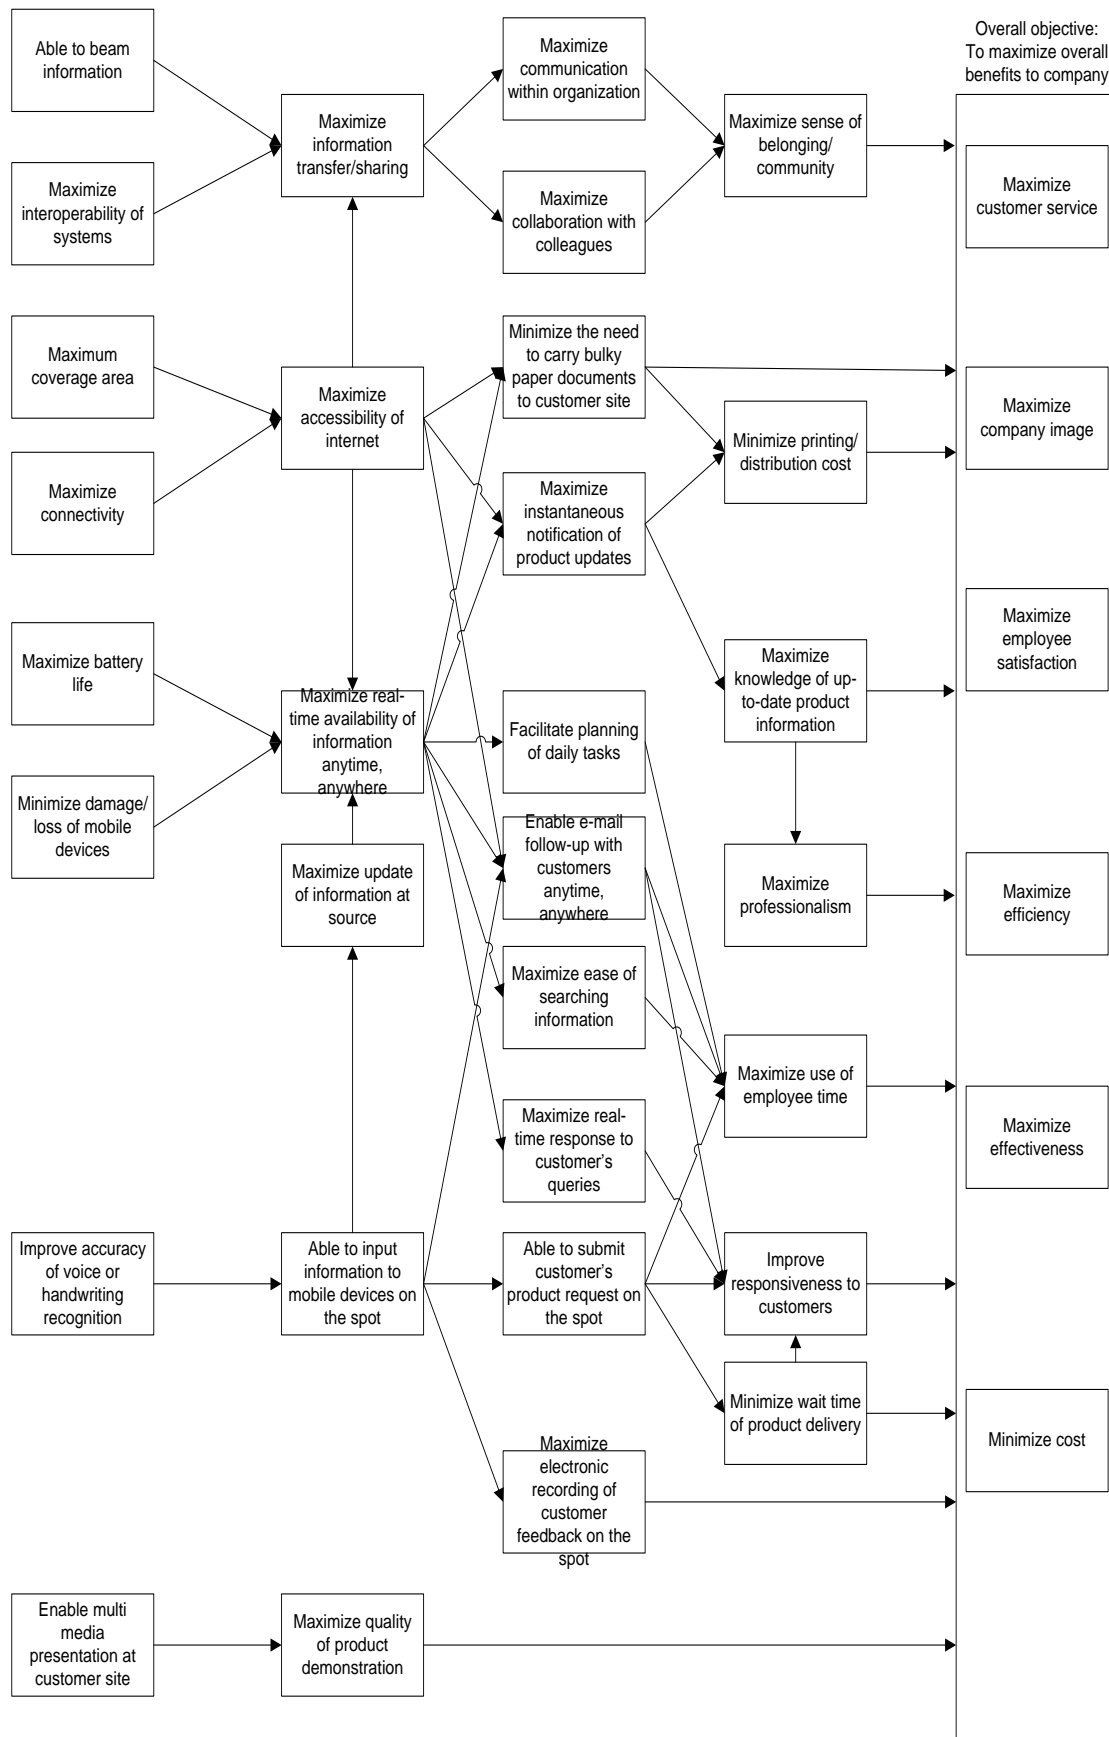 Able to beam
information
Maximize
interoperability of
systems
Maximum
coverage area
Maximize
connectivity
Maximize battery
life
Minimize damage/
loss of mobile
devices
Improve accuracy
of voice or
handwriting
recognition
Enable multi
media
presentation at
customer site
Maximize
information
transfer/sharing
Maximize
accessibility of
internet
Maximize real-
time availability of
information
anytime,
anywhere
Maximize update
of information at
source
Able to input
information to
mobile devices on
the spot
Maximize quality
of product
demonstration
Maximize
communication
within organization
Maximize
collaboration with
colleagues
Minimize the need
to carry bulky
paper documents
to customer site
Maximize
instantaneous
notification of
product updates
Facilitate planning
of daily tasks
Enable e-mall
follow-up with
customers
anytime,
anywhere
Maximize ease of
searching
information
Maximize real-
time response to
customer's
queries
Able to submit
customer's
product request on
the spot
Maximize
electronic
recording of
customer
feedback on the
spot
Maximize sense of
belonging/
community
Minimize printing/
distribution cost
Maximize
knowledge of up-
to-date product
information
Maximize
professionalism
Maximize use of
employee time
Improve
responsiveness to
customers
Minimize wait time
of product delivery
Overall objective:
To maximize overall
benefits to company
Maximize
customer service
Maximize
company image
Maximize
employee
satisfaction
Maximize
efficiency
Maximize
effectiveness
Minimize cost